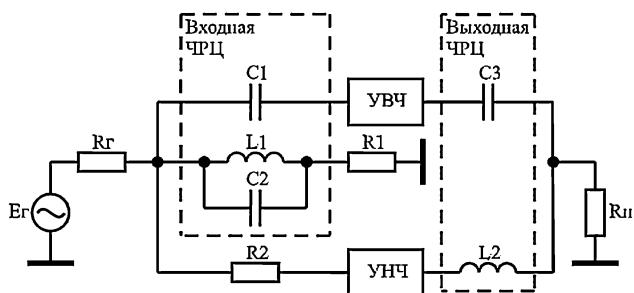 Входная
ЧРЦ
Выходная
ЧРЦ
C1
УВЧ
C3
Rг
L1
R1
C2
Eг
Rн
R2
УНЧ
L2